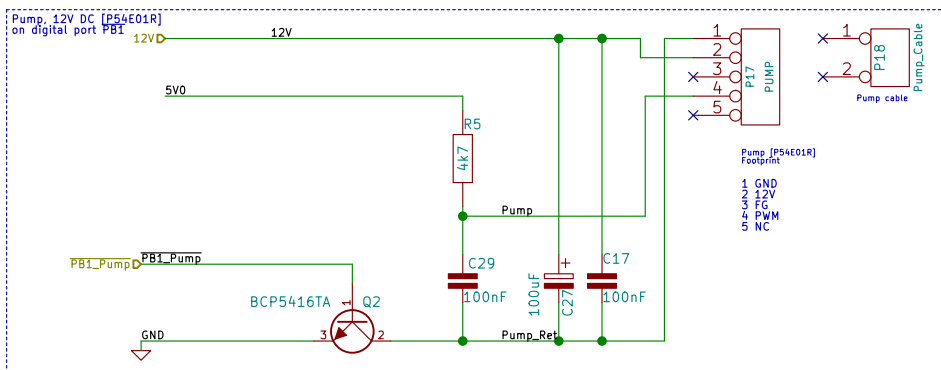 Pump, 12V DC [P54E01R]
on digital port PB1
12V
12V
5V0
R5
4k7
Pump
PB1_Pump
PB1_Pump
C29
100nF
100uF
C27
C17
100nF
BCP5416TA
Q2
1
3
2
GND
Pump_Ret
1
2
3
4
5
P17
PUMP
1
2
P18
Pump_Cable
Pump cable
Pump [P54E01R]
Footprint
1 GND
2 12V
3 FG
4 PWM
5 NC